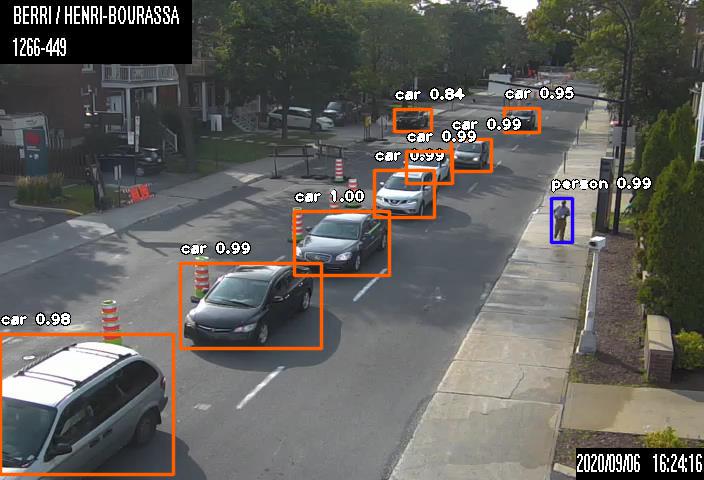 BERRI / HENRI-BOURASSA
1266-449
car 0.84
car 0.95
car 0.99
car 0.99
car 0.99
person 0.99
car 1.00
car 0.99
car 0.98
2020/09/06 16:24:16